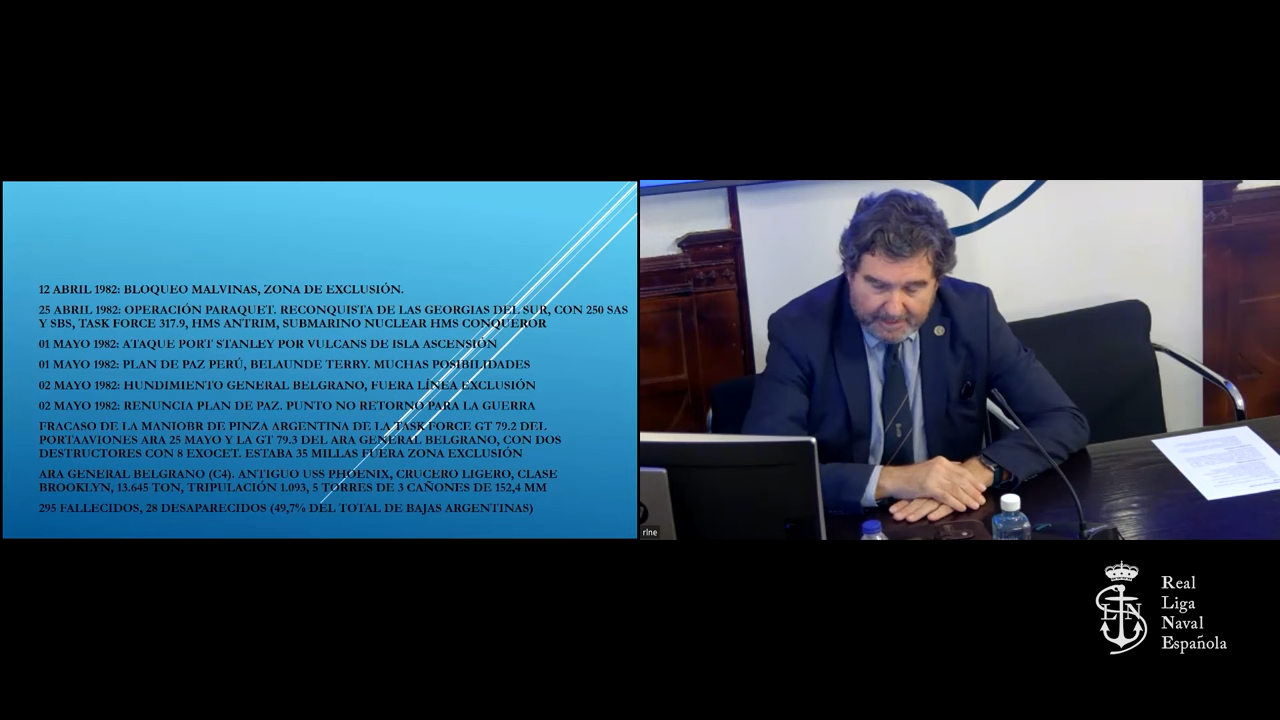 12 ABRIL 1982: BLOQUEO MALVINAS, ZONA DE EXCLUSIÓN.
25 ABRIL 1982: OPERACIÓN PARAQUET. RECONQUISTA DE LAS GEORGIAS DEL SUR, CON 250 SAS
Y SBS, TASK FORCE 317.9, HMS ANTRIM, SUBMARINO NUCLEAR HMS CONQUEROR
01 MAYO 1982: ATAQUE PORT STANLEY POR VULCANS DE ISLA ASCENSIÓN
01 MAYO 1982: PLAN DE PAZ PERÚ, BELAUNDE TERRY. MUCHAS POSIBILIDADES
02 MAYO 1982: HUNDIMIENTO GENERAL BELGRANO, FUERA LÍNEA EXCLUSIÓN
02 MAYO 1982: RENUNCIA PLAN DE PAZ. PUNTO NO RETORNO PARA LA GUERRA
FRACASO DE LA MANIOBR DE PINZA ARGENTINA DE LA TASK FORCE GT 79.2 DEL
PORTAAVIONES ARA 25 MAYO Y LA GT 79.3 DEL ARA GENERAL BELGRANO, CON DOS
DESTRUCTORES CON 8 EXOCET. ESTABA 35 MILLAS FUERA ZONA EXCLUSIÓN
ARA GENERAL BELGRANO (C4). ANTIGUO USS PHOENIX, CRUCERO LIGERO, CLASE
BROOKLYN, 13.645 TON, TRIPULACIÓN 1.093, 5 TORRES DE 3 CAÑONES DE 152,4 MM
295 FALLECIDOS, 28 DESAPARECIDOS (49,7% DEL TOTAL DE BAJAS ARGENTINAS)
rlne
LN
Real
Liga
Naval
Española